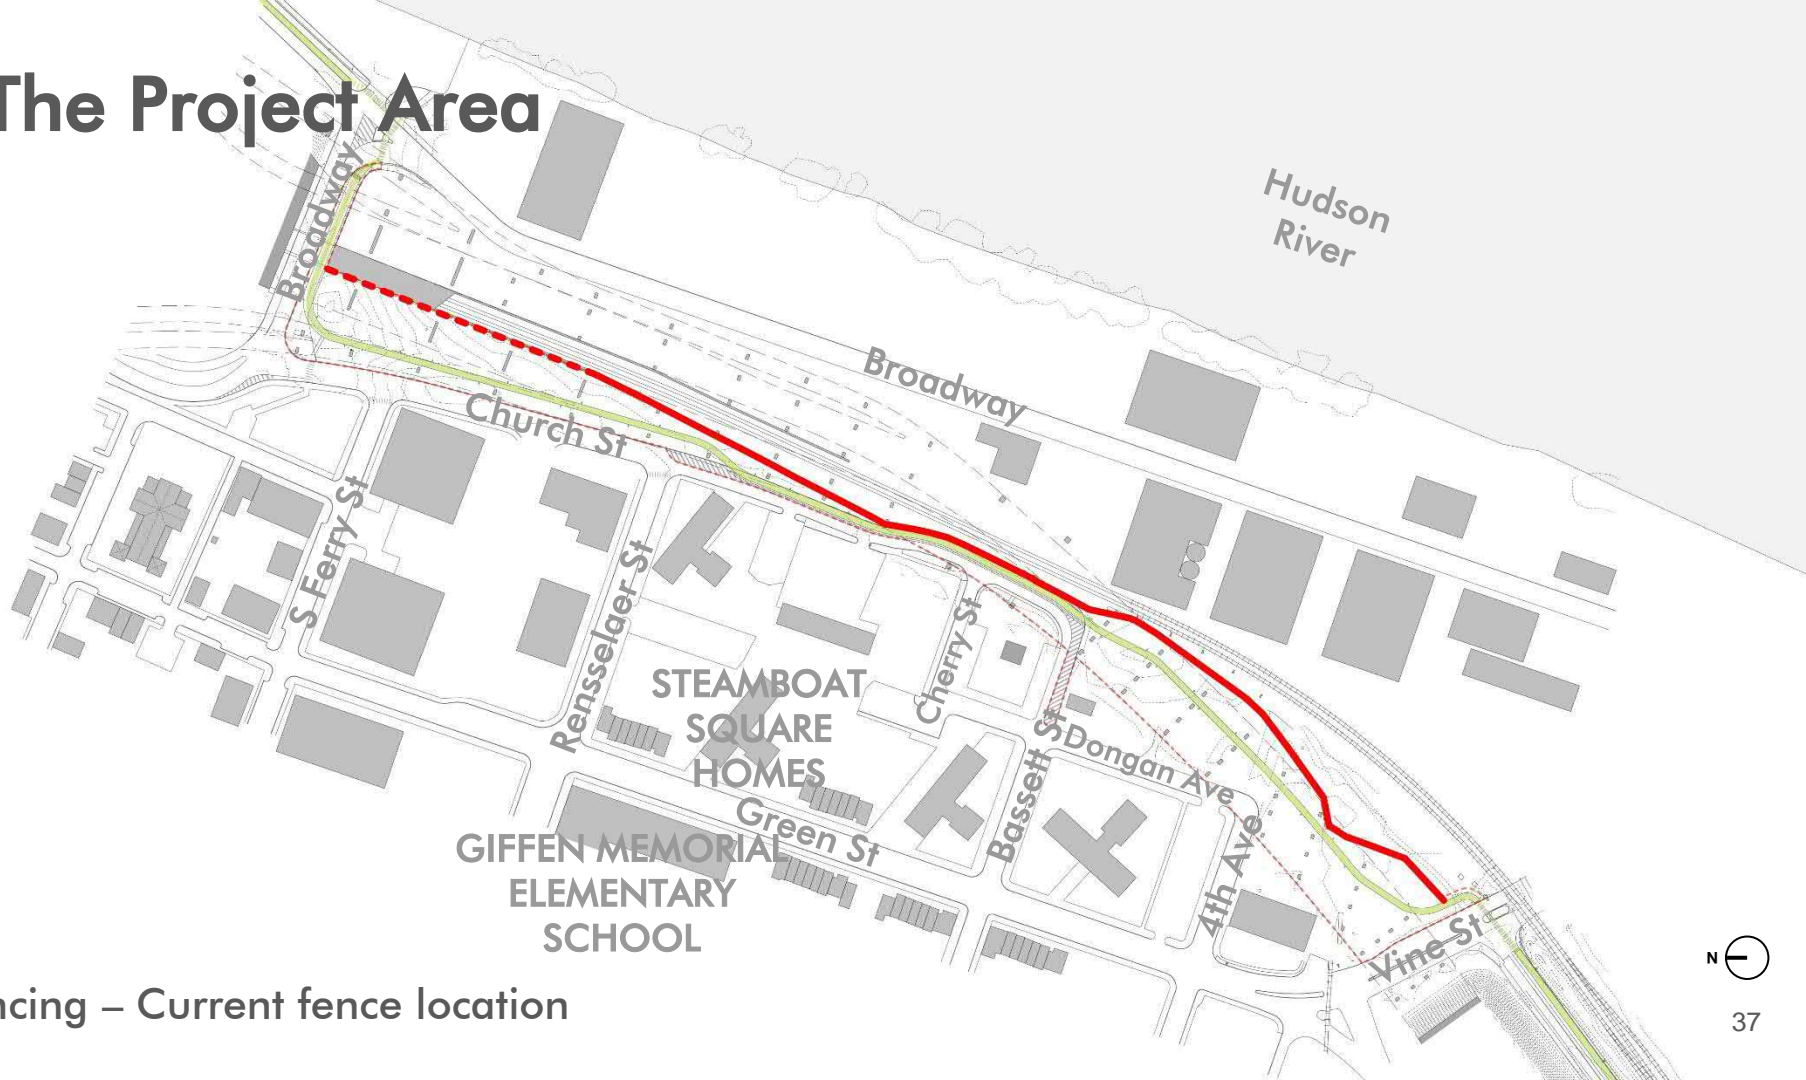 The Project Area
Hudson
River
Broadway
Broadway
Church St
S Ferry St
Rensselaer St
STEAMBOAT
SQUARE
HOMES
Cherry St
Bassett St
Dongan Ave
Green St
GIFFEN MEMORIAL
ELEMENTARY
SCHOOL
4th Ave
Vine St
N
ncing – Current fence location
37